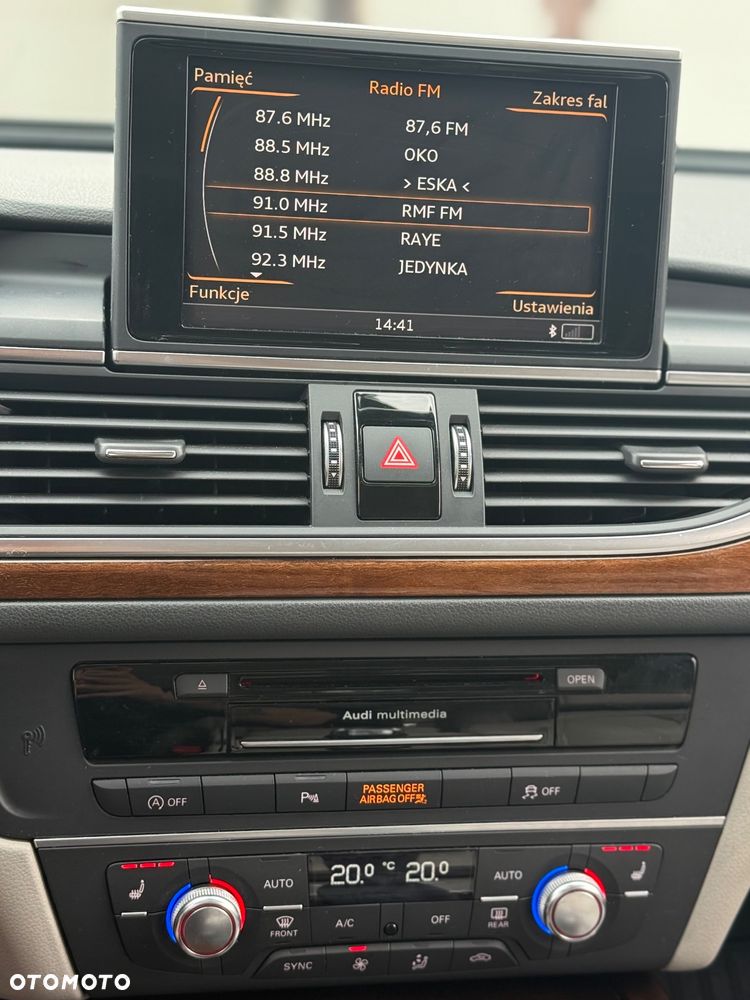 Pamięć Radio FM Zakres fal
87.6 MHz 87,6 FM
88.5 MHz OKO
88.8 MHz > ESKA <
91.0 MHz RMF FM
91.5 MHz RAYE
92.3 MHz JEDYNKA
Funkcje Ustawienia
14:41
OPEN
Audi multimedia
A OFF P PASSENGER AIRBAG OFF OFF
AUTO 20.0 °C 20.0 AUTO
FRONT A/C OFF REAR
SYNC
OTOMOTO